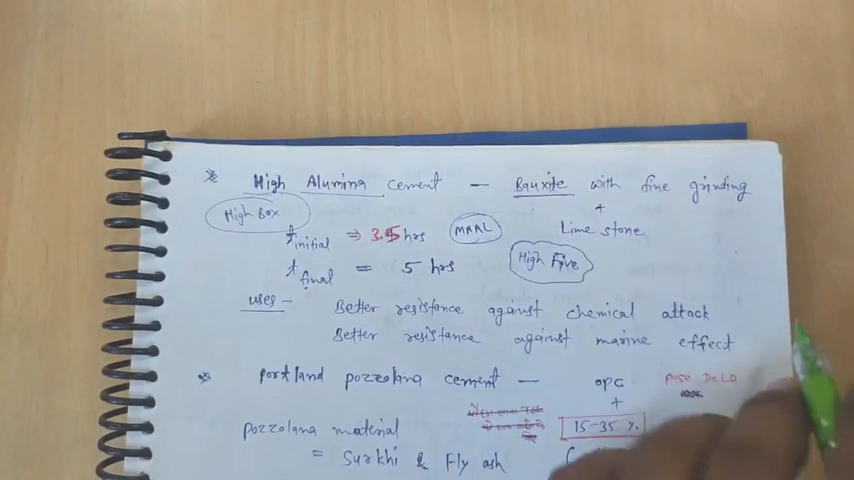 * High Alumina cement — Bauxite with fine grinding
+
High Box
t initial => 3.5 hrs MAAL Lime stone
t final = 5 hrs High Five
uses - Better resistance against chemical attack
Better resistance against marine effect
* Portland pozzolana cement — OPC Pose DeLO
+
pozzolana material 15-35 %
= Surkhi & Fly ash